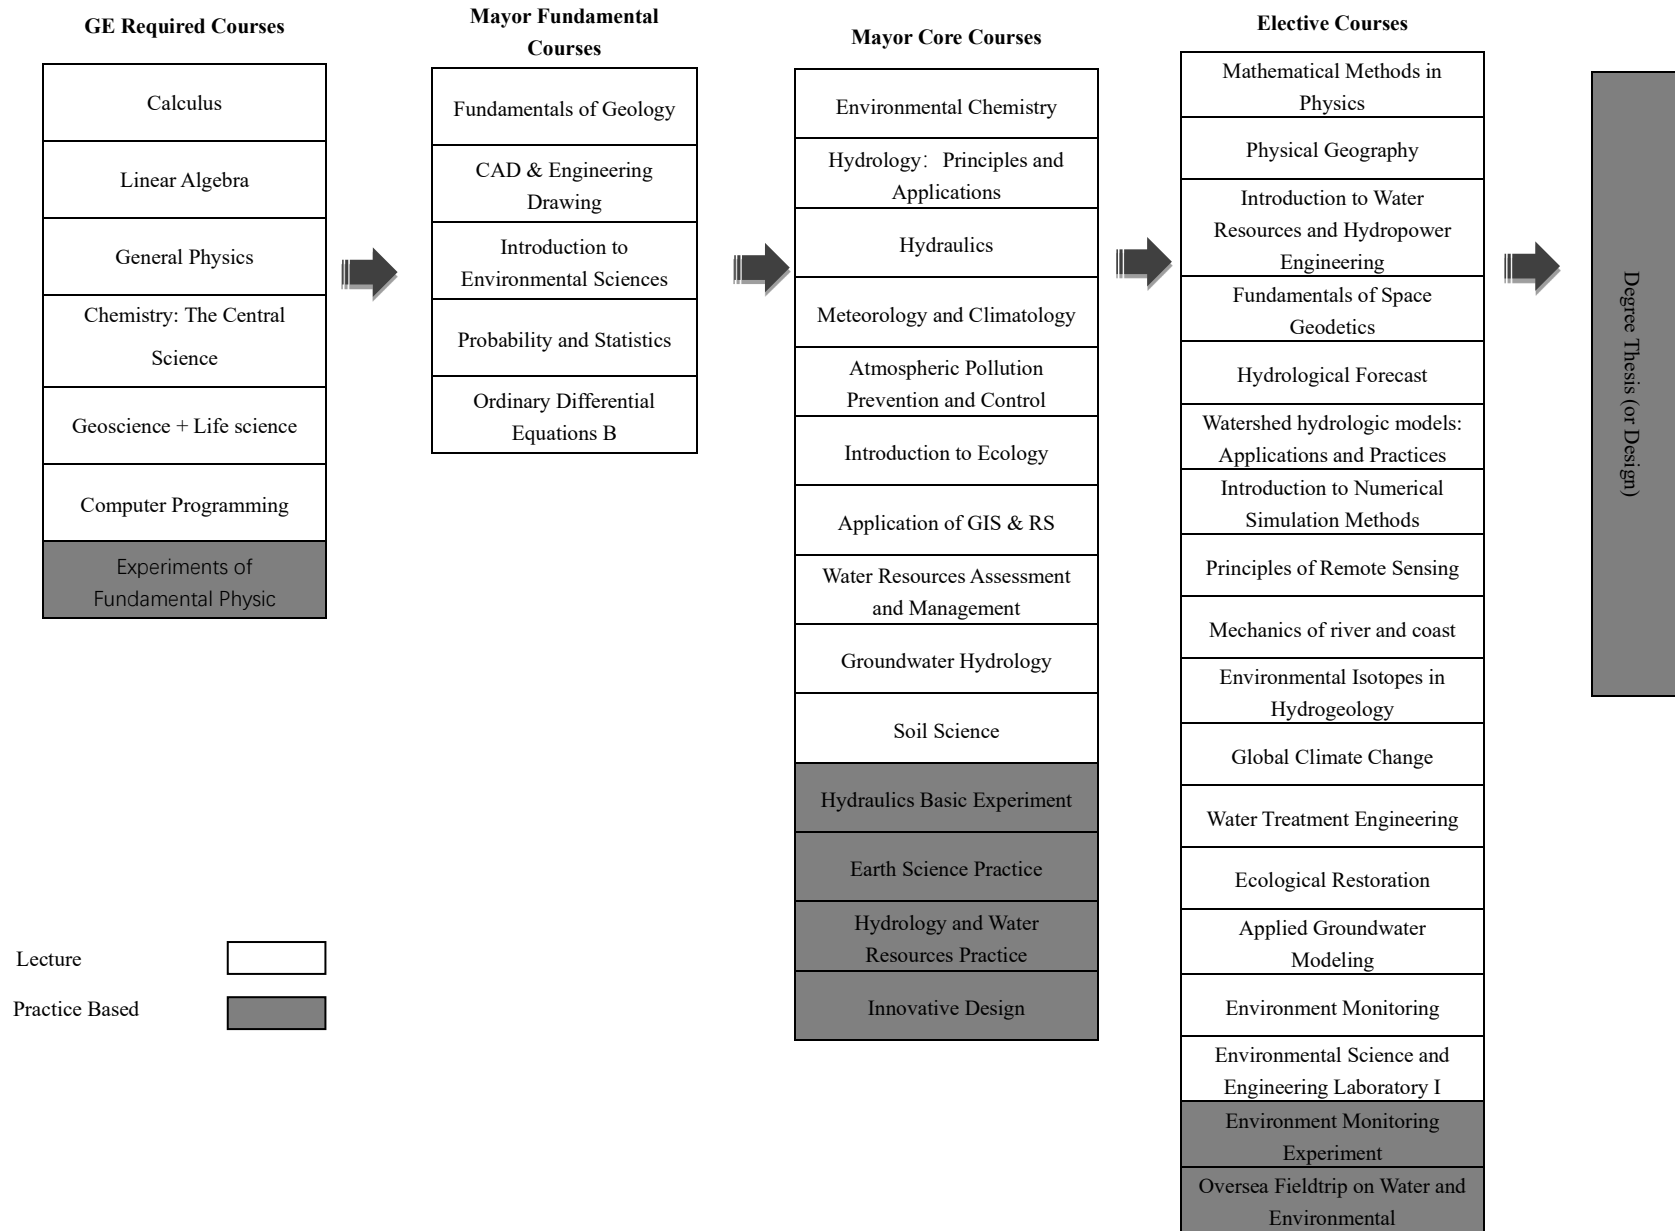 GE Required Courses
Calculus
Linear Algebra
General Physics
Chemistry: The Central
Science
Geoscience + Life science
Computer Programming
Experiments of
Fundamental Physic
Mayor Fundamental
Courses
Fundamentals of Geology
CAD & Engineering
Drawing
Introduction to
Environmental Sciences
Probability and Statistics
Ordinary Differential
Equations B
Mayor Core Courses
Environmental Chemistry
Hydrology: Principles and
Applications
Hydraulics
Meteorology and Climatology
Atmospheric Pollution
Prevention and Control
Introduction to Ecology
Application of GIS & RS
Water Resources Assessment
and Management
Groundwater Hydrology
Soil Science
Hydraulics Basic Experiment
Earth Science Practice
Hydrology and Water
Resources Practice
Innovative Design
Elective Courses
Mathematical Methods in
Physics
Physical Geography
Introduction to Water
Resources and Hydropower
Engineering
Fundamentals of Space
Geodetics
Hydrological Forecast
Watershed hydrologic models:
Applications and Practices
Introduction to Numerical
Simulation Methods
Principles of Remote Sensing
Mechanics of river and coast
Environmental Isotopes in
Hydrogeology
Global Climate Change
Water Treatment Engineering
Ecological Restoration
Applied Groundwater
Modeling
Environment Monitoring
Environmental Science and
Engineering Laboratory I
Environment Monitoring
Experiment
Oversea Fieldtrip on Water and
Environmental
Degree Thesis (or Design)
Lecture
Practice Based